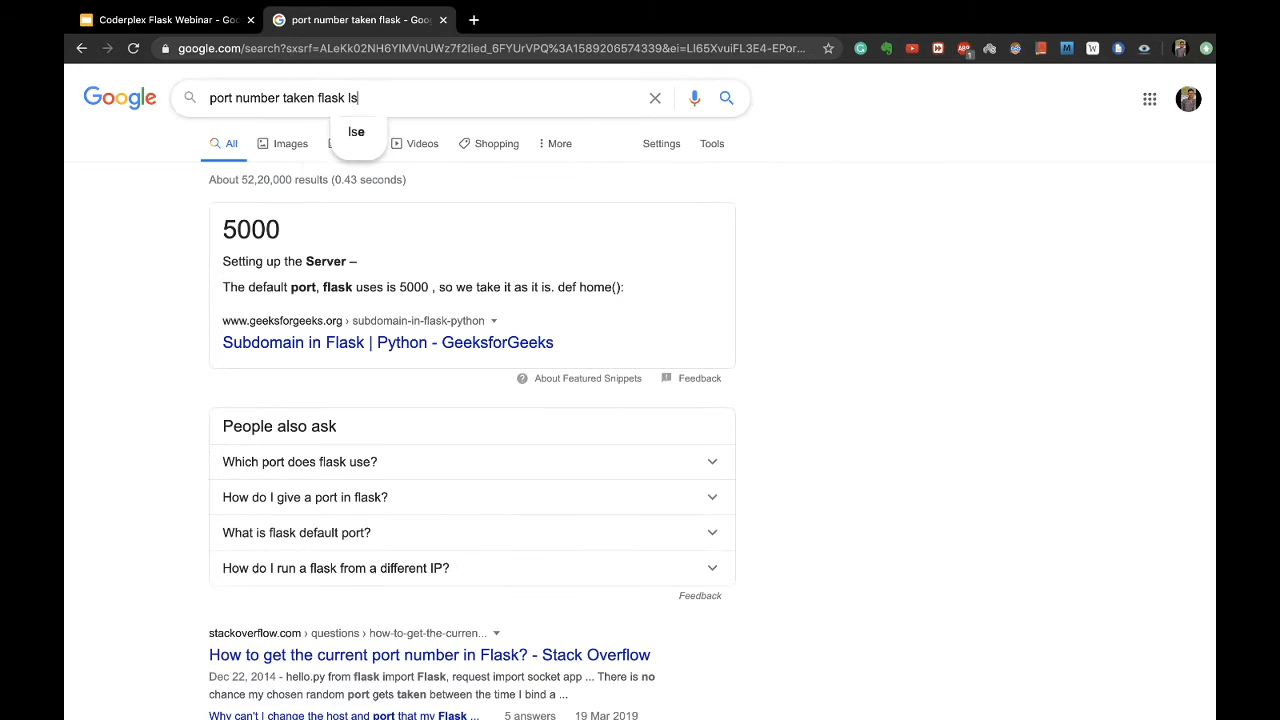 Coderplex Flask Webinar - Goo
port number taken flask - Goog
google.com/search?sxsrf=ALeKk02NH6YIMVnUWz7f2lied_6FYUrVPQ%3A1589206574339&ei=Ll65XvuiFL3E4-EPor...
Google
port number taken flask ls
lse
All
Images
Videos
Shopping
More
Settings
Tools
About 52,20,000 results (0.43 seconds)
5000
Setting up the Server –
The default port, flask uses is 5000 , so we take it as it is. def home():
www.geeksforgeeks.org › subdomain-in-flask-python
Subdomain in Flask | Python - GeeksforGeeks
About Featured Snippets
Feedback
People also ask
Which port does flask use?
How do I give a port in flask?
What is flask default port?
How do I run a flask from a different IP?
Feedback
stackoverflow.com › questions › how-to-get-the-curren...
How to get the current port number in Flask? - Stack Overflow
Dec 22, 2014 - hello.py from flask import Flask, request import socket app ... There is no
chance my chosen random port gets taken between the time I bind a ...
Why can't I change the host and port that my Flask ...
5 answers
19 Mar 2019